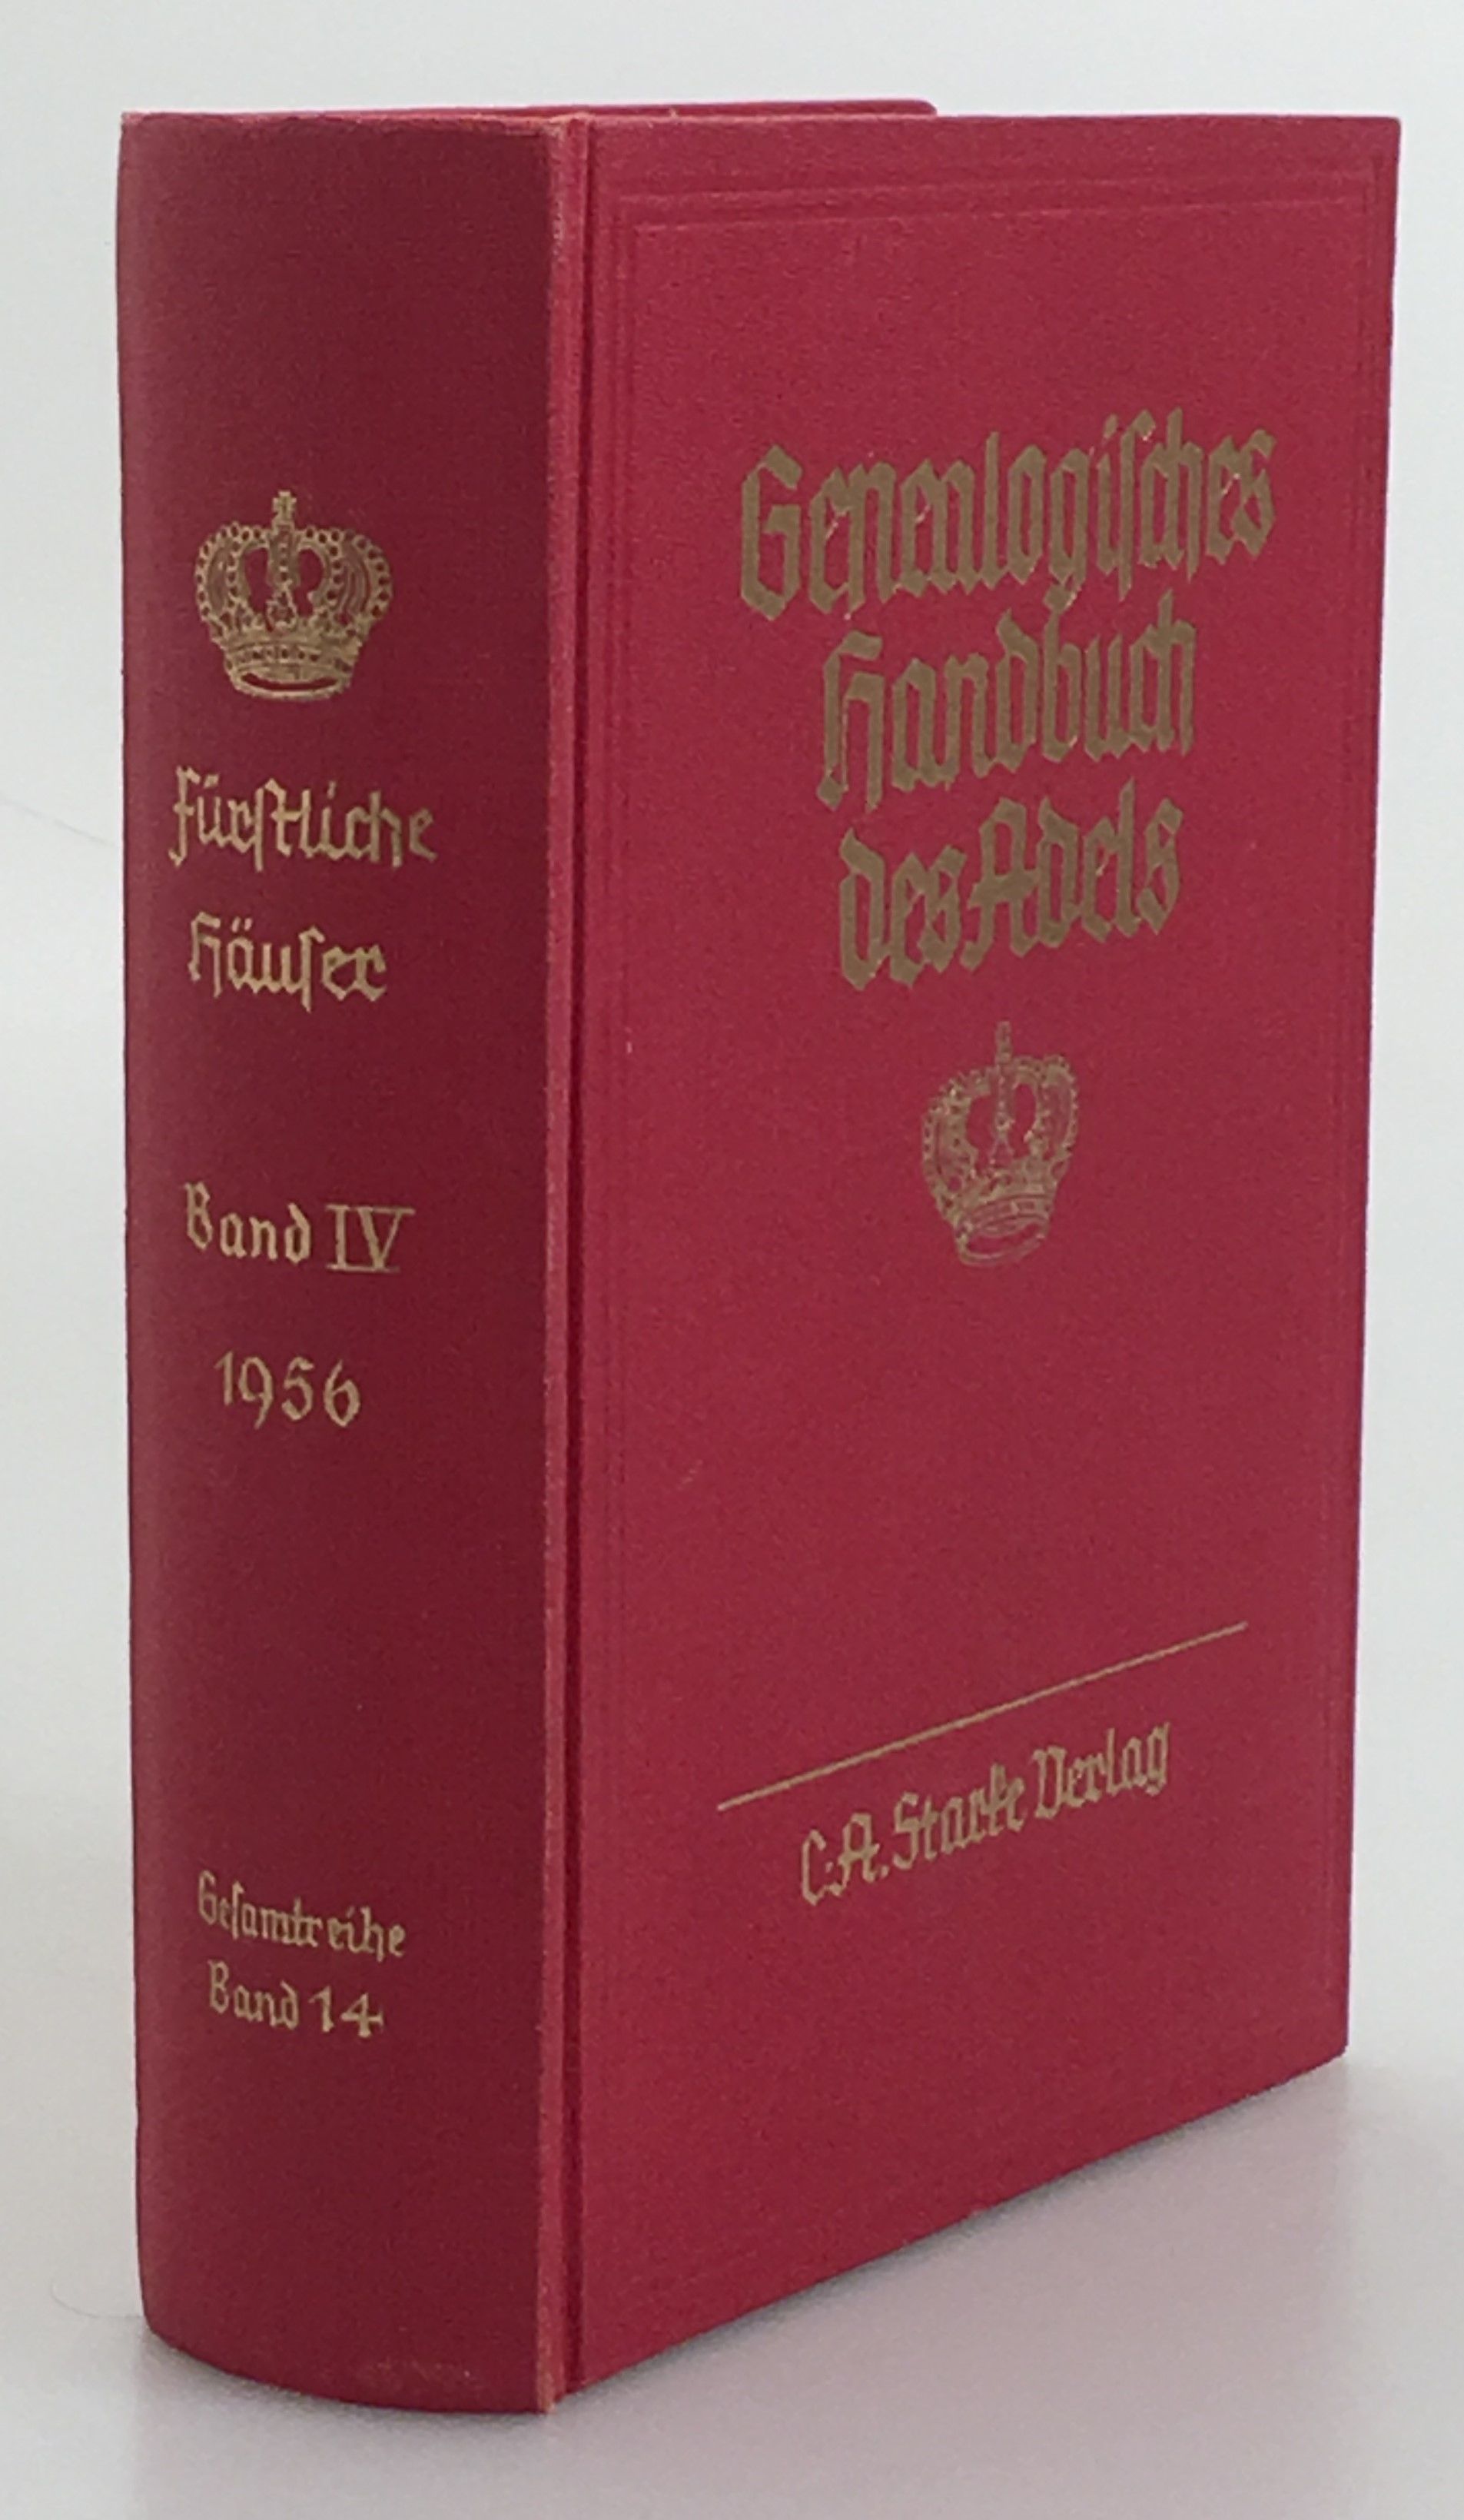 Fürstliche
Häuser
Band IV
1956
Gesamtreihe
Band 14
Genealogisches
Handbuch
des Adels
C.A. Starke Verlag